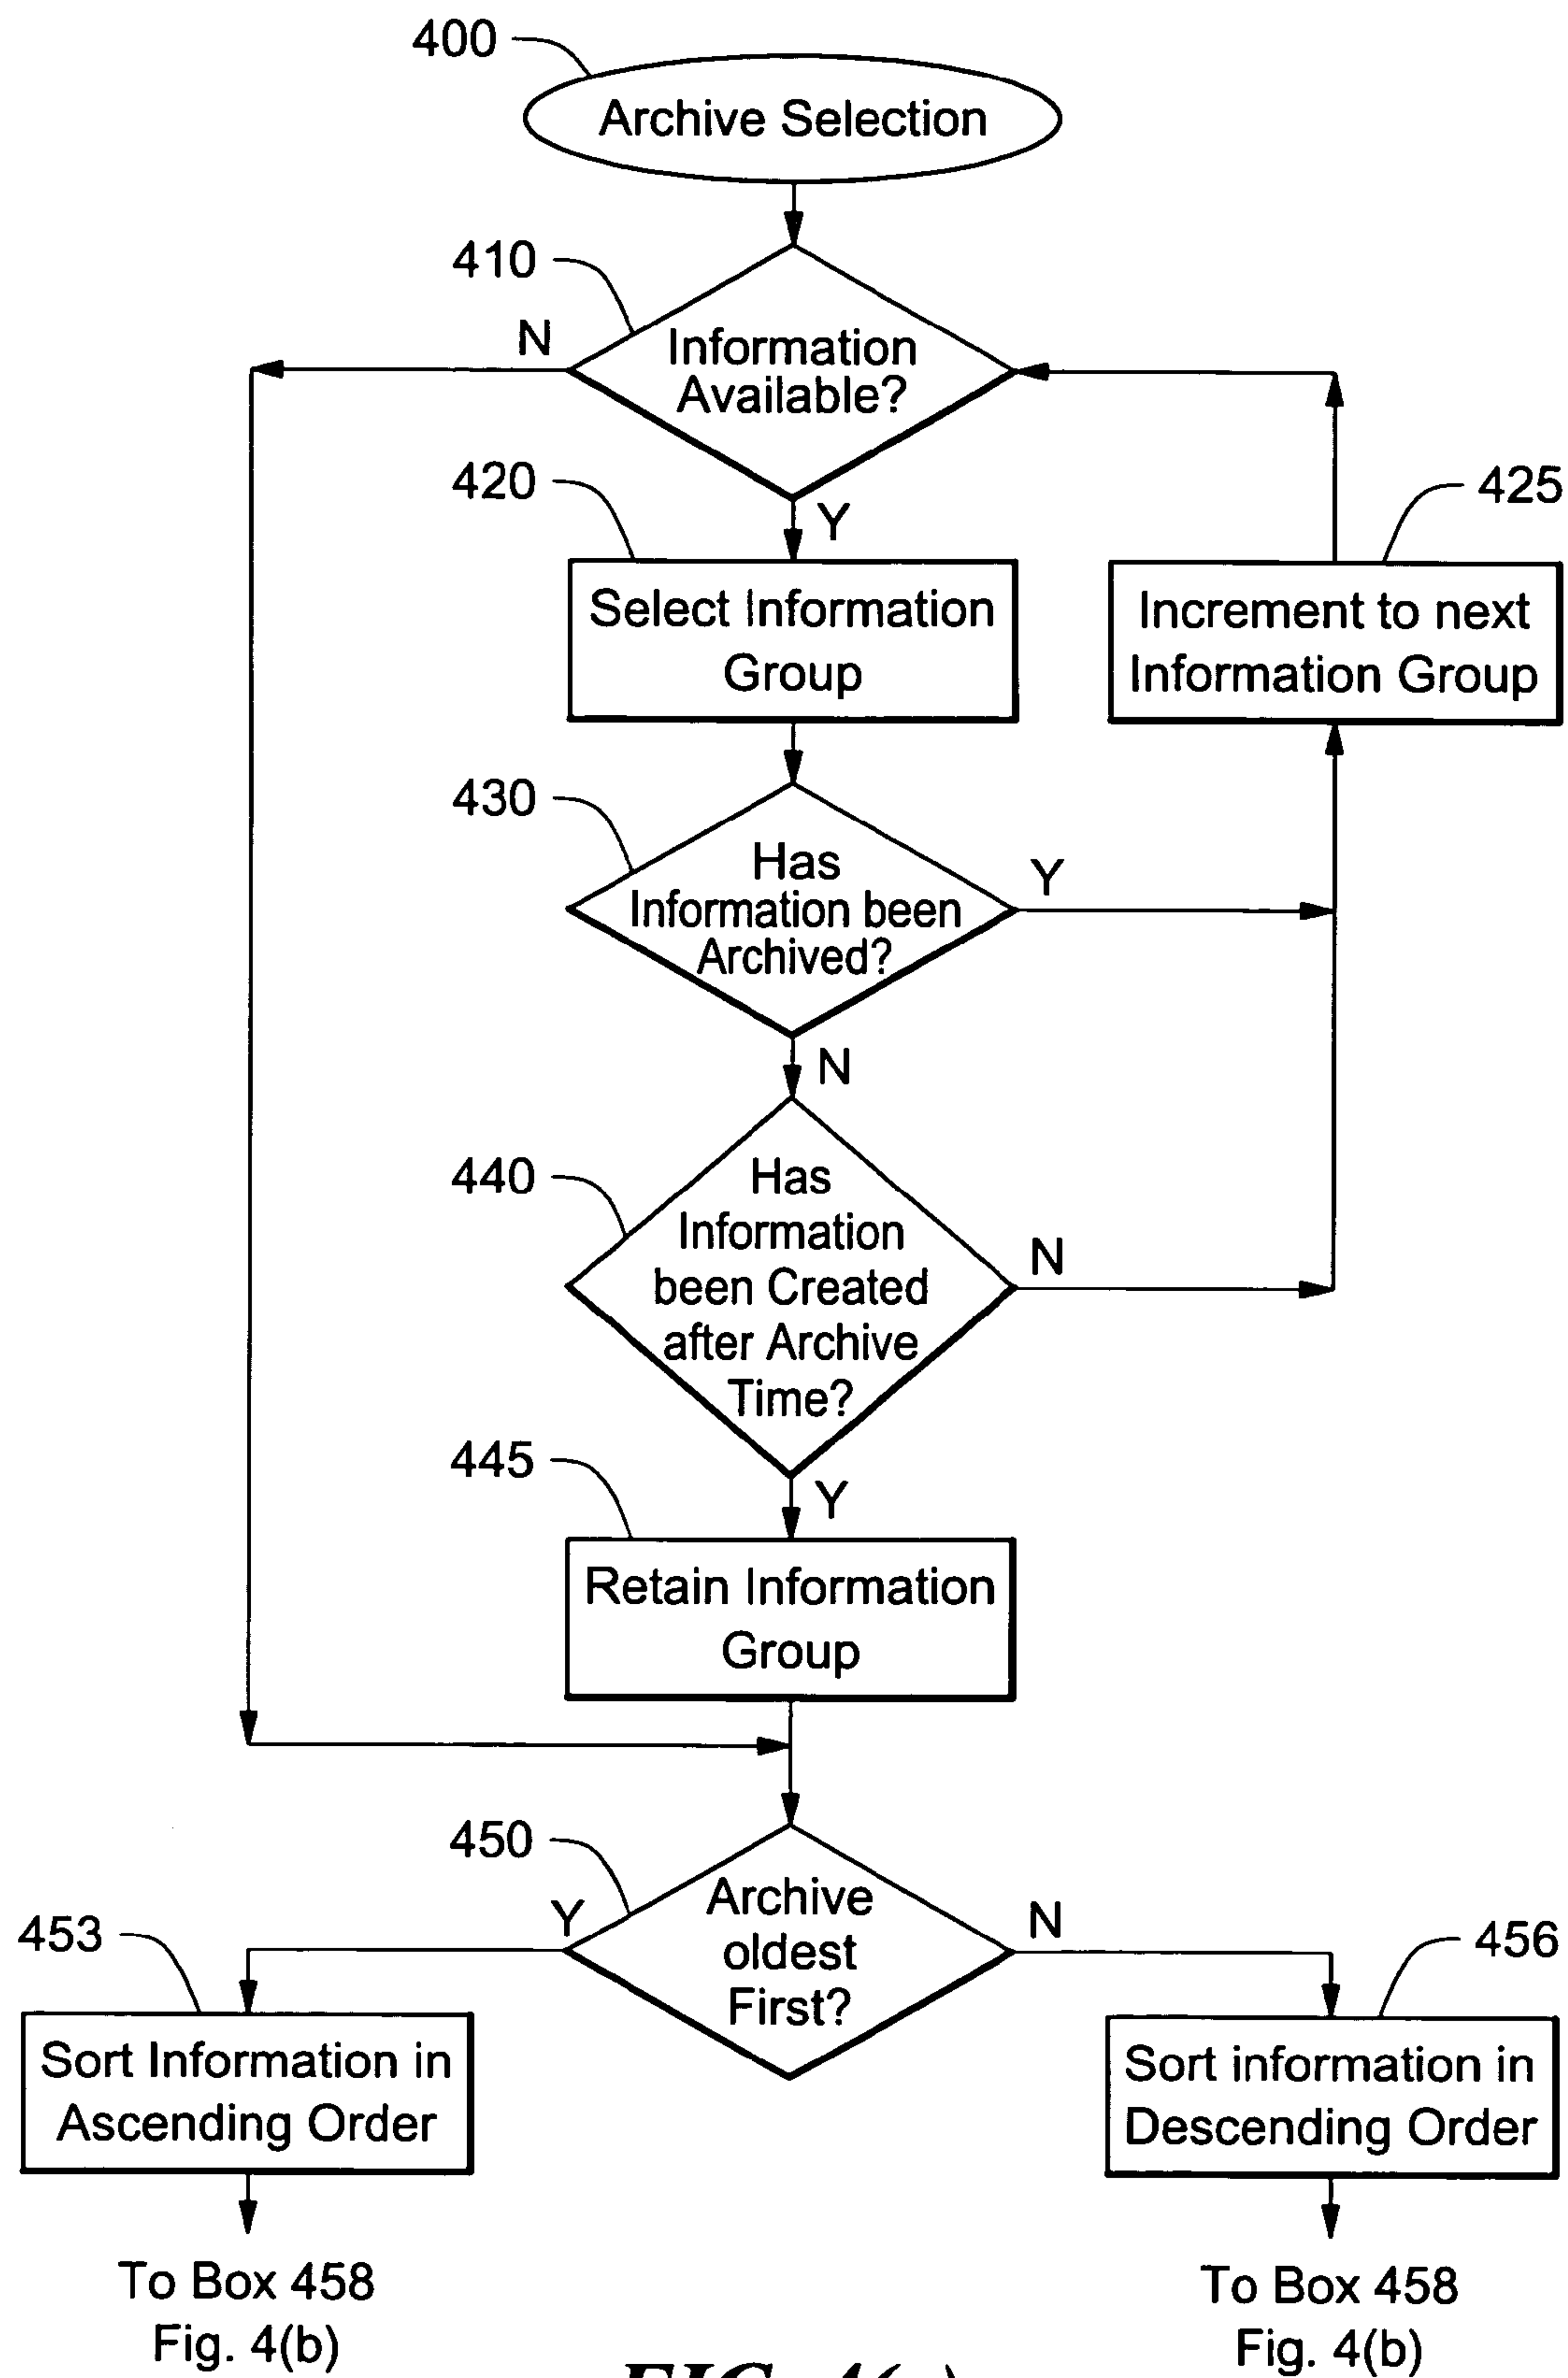 400
Archive Selection
410
N
Information
Available?
420
Y
425
Select Information
Group
Increment to next
Information Group
430
Has
Information been
Archived?
Y
N
440
Has
Information
been Created
after Archive
Time?
N
445
Y
Retain Information
Group
450
Archive
oldest
First?
Y
N
453
456
Sort Information in
Ascending Order
Sort information in
Descending Order
To Box 458
Fig. 4(b)
To Box 458
Fig. 4(b)